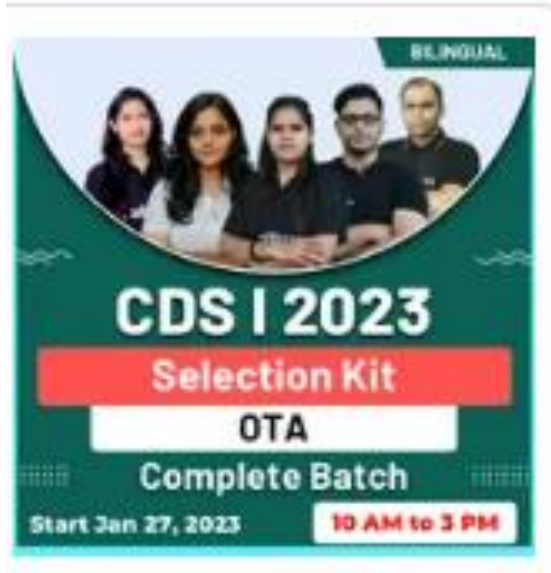 BILINGUAL
CDS I 2023
Selection Kit
OTA
Complete Batch
Start Jan 27, 2023
10 AM to 3 PM